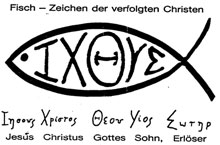 Fisch – Zeichen der verfolgten Christen
ΙΧΘΥΣ
Ιησους Χριστος Θεου Υιος Σωτηρ
Jesus Christus Gottes Sohn, Erlöser